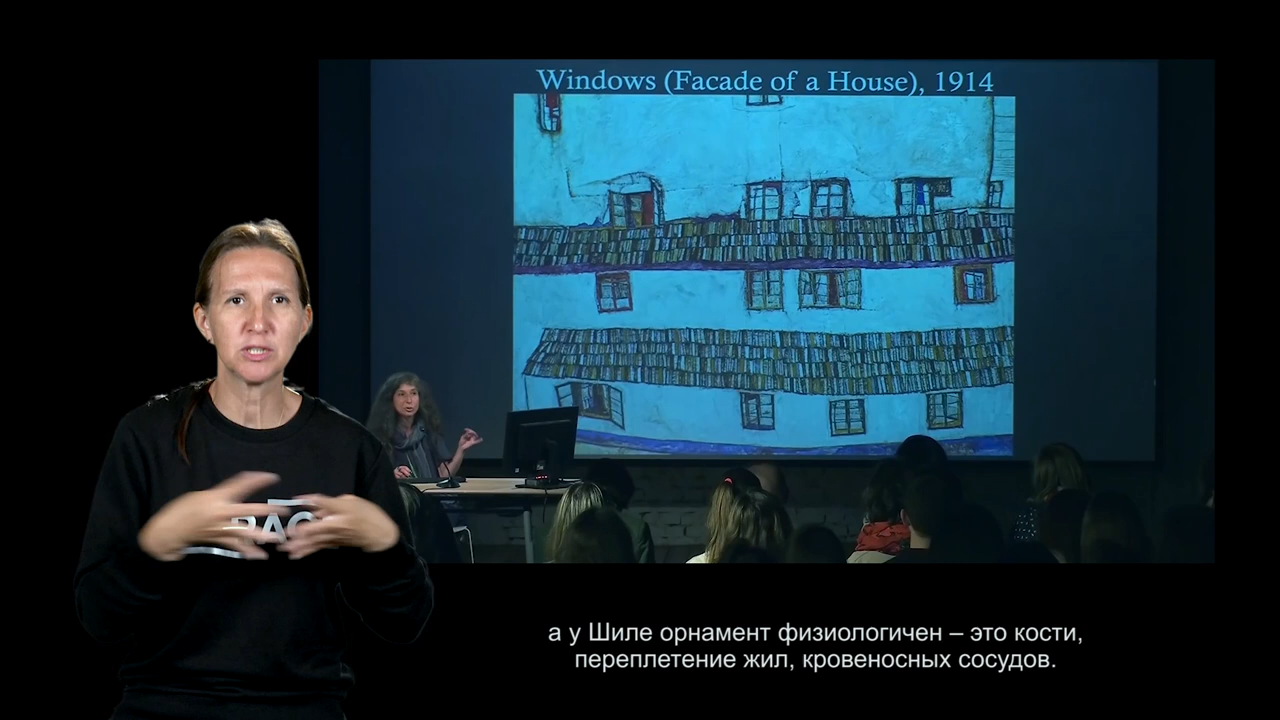 Windows (Facade of a House), 1914
а у Шиле орнамент физиологичен – это кости,
переплетение жил, кровеносных сосудов.